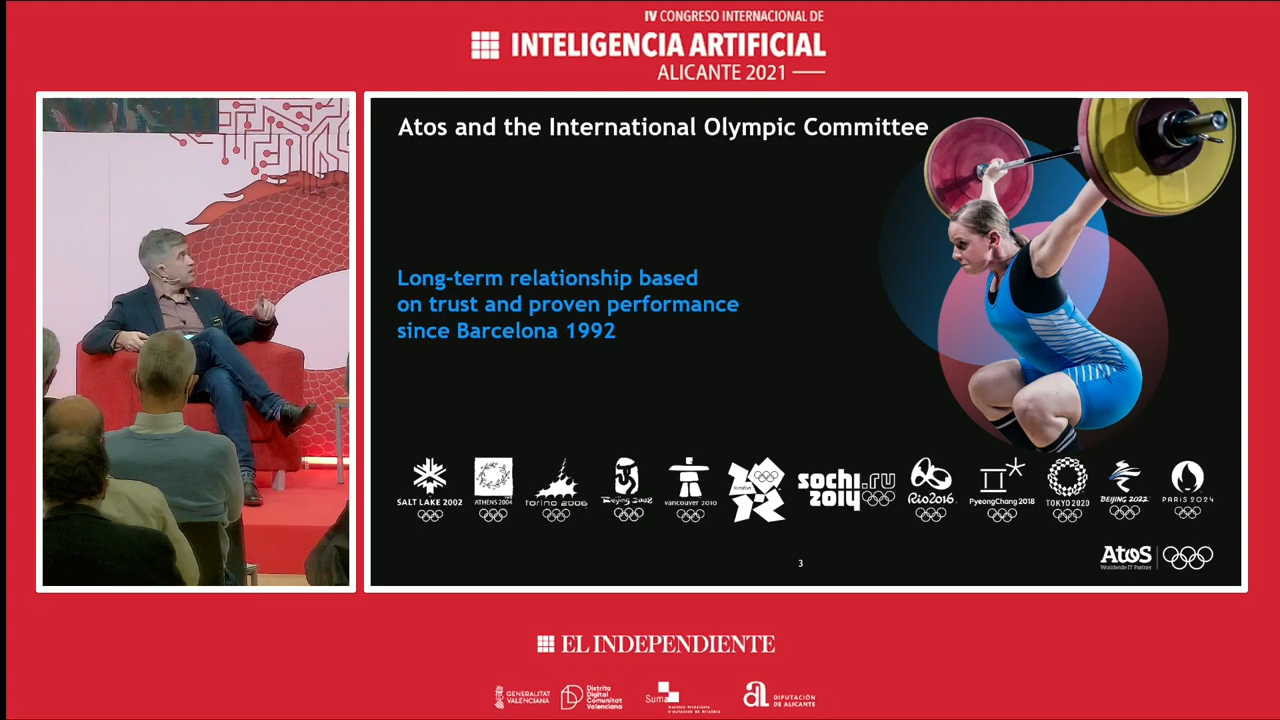 IV CONGRESO INTERNACIONAL DE
INTELIGENCIA ARTIFICIAL
ALICANTE 2021
Atos and the International Olympic Committee
Long-term relationship based
on trust and proven performance
since Barcelona 1992
SALT LAKE 2002
ATHENS 2004
torino 2006
Beijing 2008
vancouver 2010
london
sochi.ru
2014
Rio2016
PyeongChang 2018
TOKYO 2020
BEIJING 2022
PARIS 2024
3
Atos
Worldwide IT Partner
EL INDEPENDIENTE
GENERALITAT
VALENCIANA
Distrito
Digital
Comunitat
Valenciana
Suma
DIPUTACIÓN
DE ALICANTE